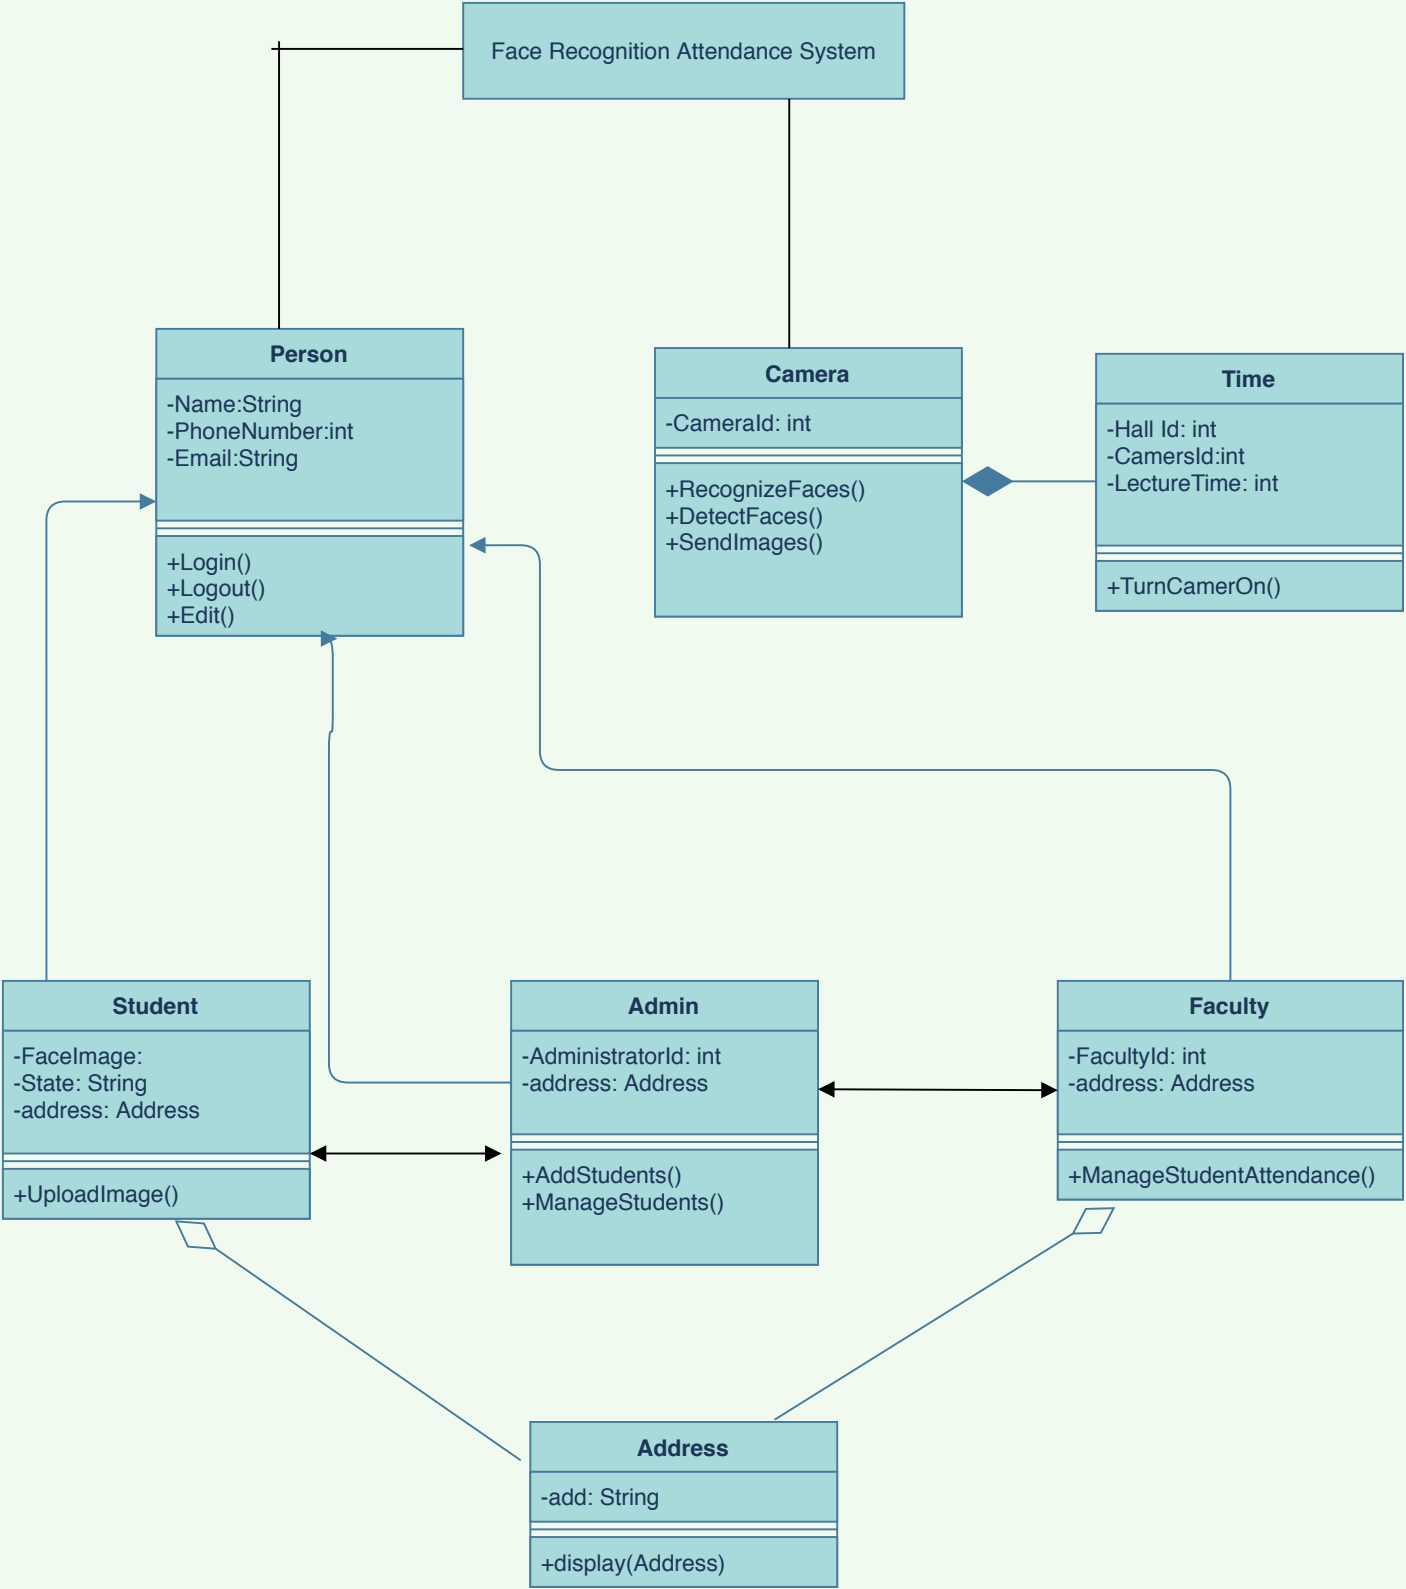 Face Recognition Attendance System
Person
-Name:String
-PhoneNumber:int
-Email:String
+Login()
+Logout()
+Edit()
Camera
-CameraId: int
+RecognizeFaces()
+DetectFaces()
+SendImages()
Time
-Hall Id: int
-CamersId:int
-LectureTime: int
+TurnCamerOn()
Student
-FaceImage:
-State: String
-address: Address
+UploadImage()
Admin
-AdministratorId: int
-address: Address
+AddStudents()
+ManageStudents()
Faculty
-FacultyId: int
-address: Address
+ManageStudentAttendance()
Address
-add: String
+display(Address)